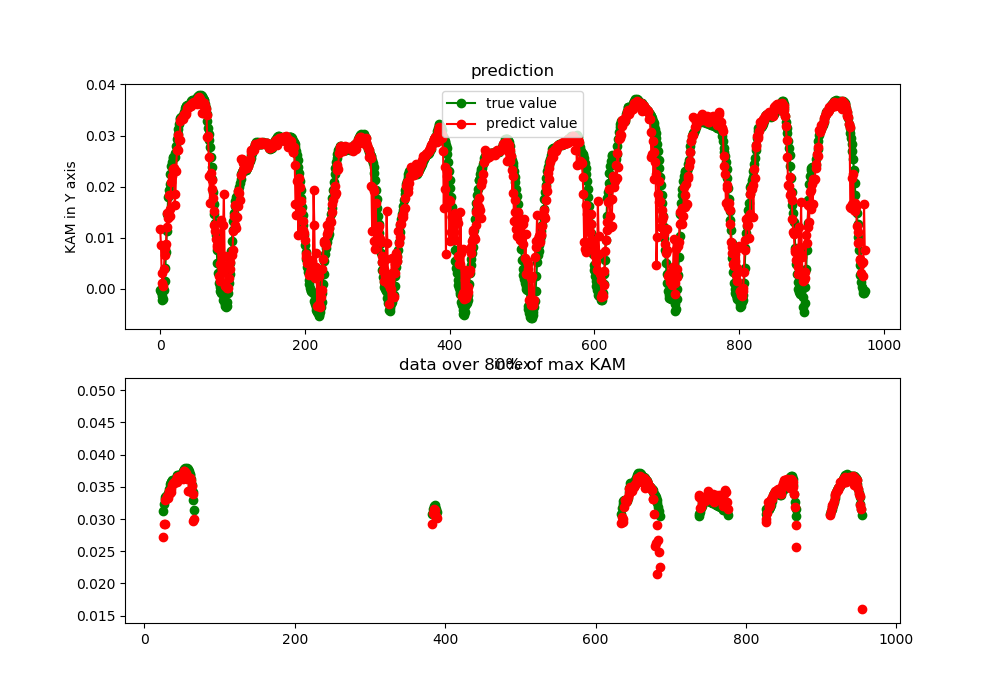 prediction
0.04
0.03
0.02
0.01
0.00
KAM in Y axis
true value
predict value
0 200 400 600 800 1000
index
data over 80% of max KAM
0.050
0.045
0.040
0.035
0.030
0.025
0.020
0.015
0 200 400 600 800 1000